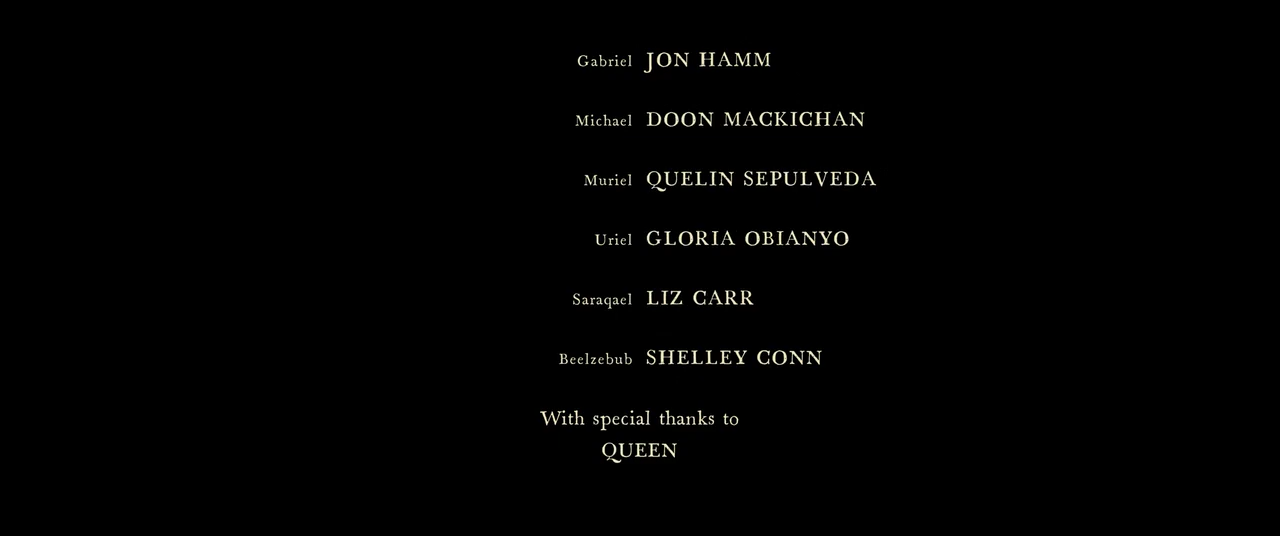 Gabriel JON HAMM
Michael DOON MACKICHAN
Muriel QUELIN SEPULVEDA
Uriel GLORIA OBIANYO
Saraqael LIZ CARR
Beelzebub SHELLEY CONN
With special thanks to
QUEEN